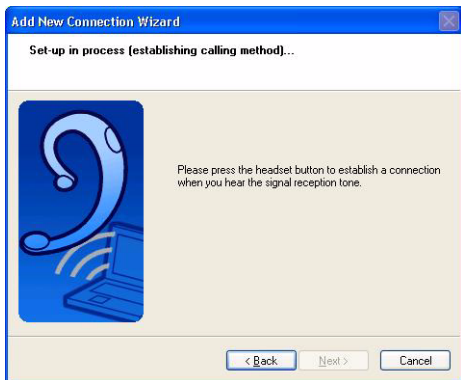 Add New Connection Wizard
Set-up in process (establishing calling method)...
Please press the headset button to establish a connection
when you hear the signal reception tone.
< Back
Next >
Cancel